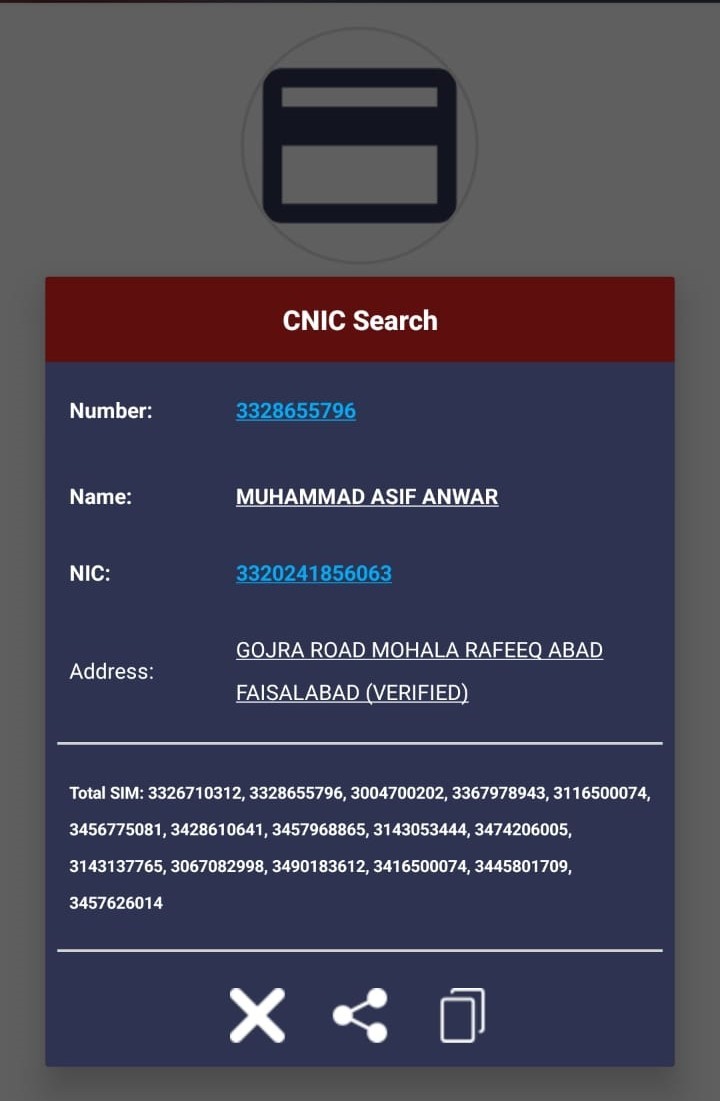 CNIC Search
Number: 3328655796
Name: MUHAMMAD ASIF ANWAR
NIC: 3320241856063
Address: GOJRA ROAD MOHALA RAFEEQ ABAD
FAISALABAD (VERIFIED)
Total SIM: 3326710312, 3328655796, 3004700202, 3367978943, 3116500074,
3456775081, 3428610641, 3457968865, 3143053444, 3474206005,
3143137765, 3067082998, 3490183612, 3416500074, 3445801709,
3457626014